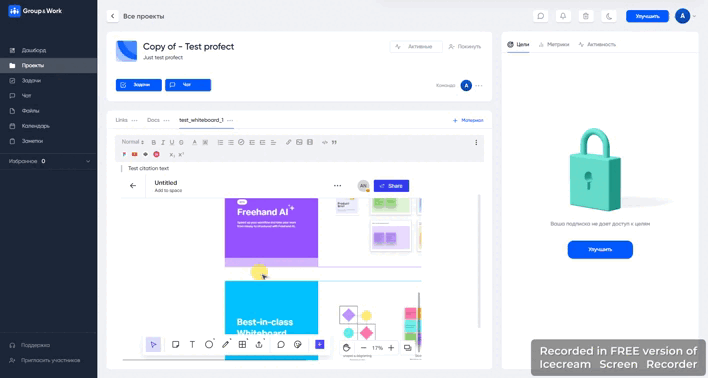 Group & Work
Все проекты
Улучшить
A
Дашборд
Проекты
Задачи
Чат
Файлы
Календарь
Заметки
Избранное 0
Поддержка
Пригласить участников
Copy of - Test profect
Just test profect
Активные
Покинуть
Задачи
Чат
Команда:
A
Links
Docs
test_whiteboard_1
Материал
Normal
Test citation text
Untitled
Add to space
Share
Freehand AI
Best-in-class
Whiteboard
17%
Цели
Метрики
Активность
Ваша подписка не дает доступ к целям
Улучшить
Recorded in FREE version of
Icecream Screen Recorder